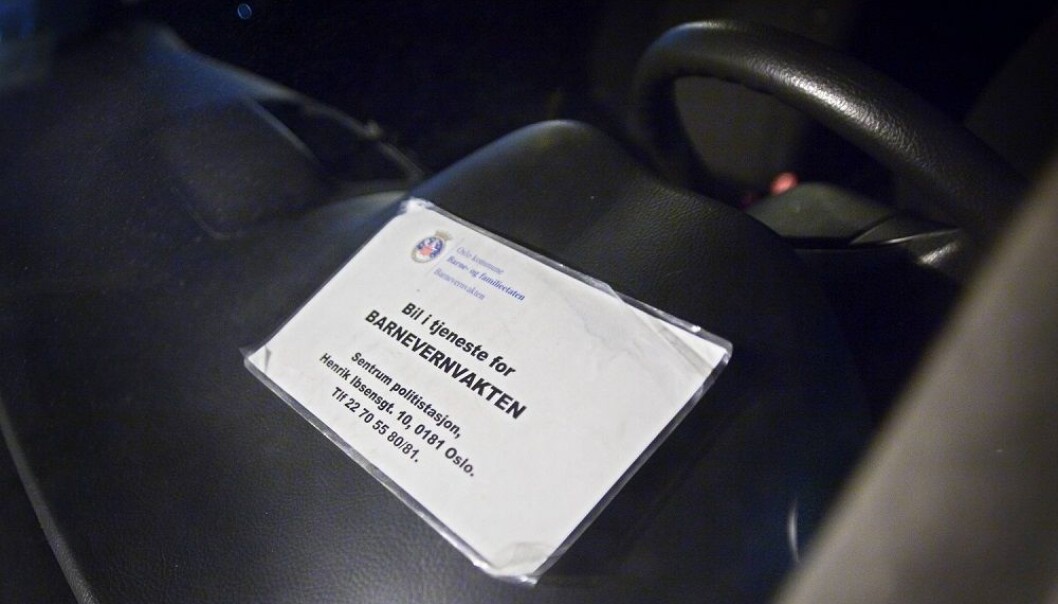 Oslo kommune
Barne- og familieetaten
Barnevernvakten
Bil i tjeneste for
BARNEVERNVAKTEN
Sentrum politistasjon,
Henrik Ibsensgt. 10, 0181 Oslo.
Tlf 22 70 55 80/81.